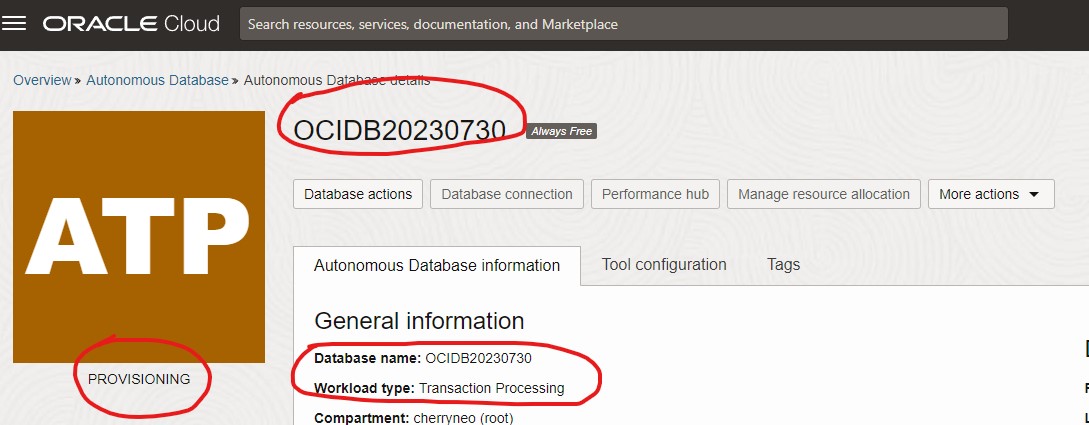 ORACLE Cloud
Search resources, services, documentation, and Marketplace
Overview » Autonomous Database » Autonomous Database details
ATP
PROVISIONING
OCIDB20230730
Always Free
Database actions
Database connection
Performance hub
Manage resource allocation
More actions
Autonomous Database information
Tool configuration
Tags
General information
Database name: OCIDB20230730
Workload type: Transaction Processing
Compartment: cherryneo (root)